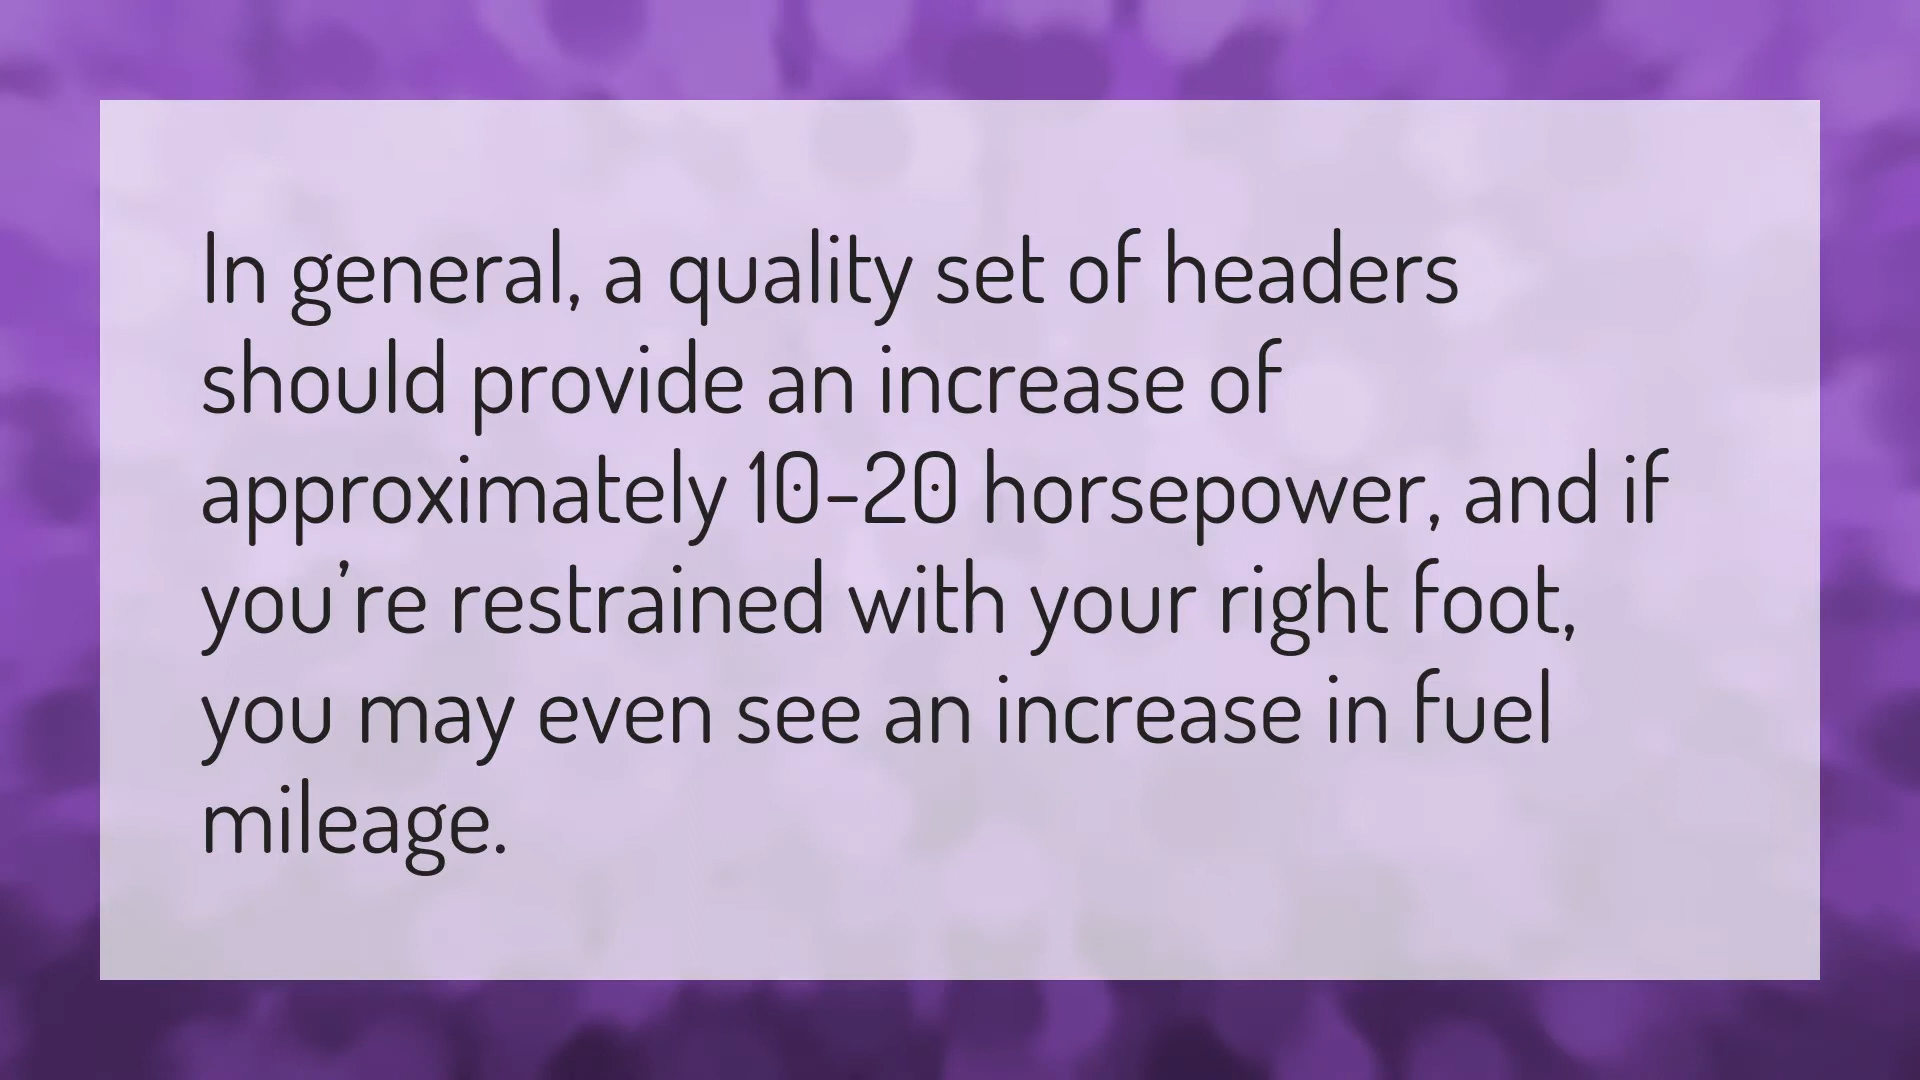 In general, a quality set of headers
should provide an increase of
approximately 10-20 horsepower, and if
you're restrained with your right foot,
you may even see an increase in fuel
mileage.